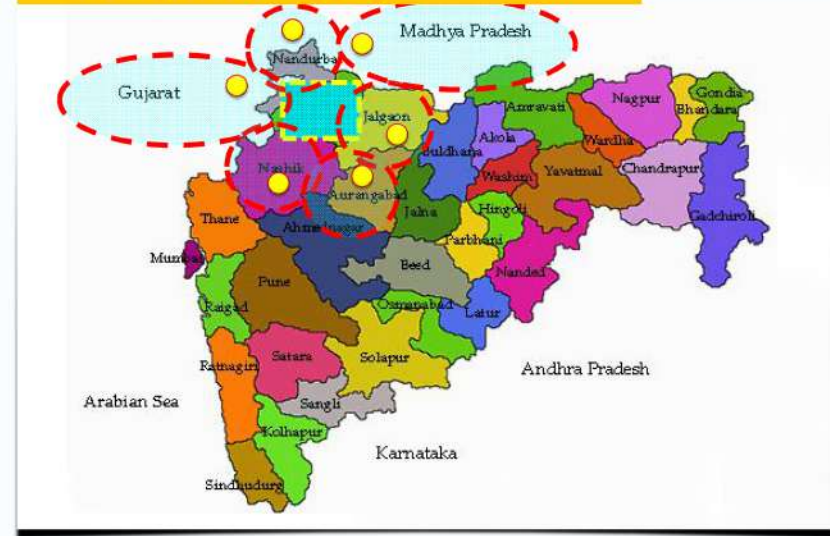 Madhya Pradesh
Nandurba
Gujarat
Jalgaon
Nashik
Aurangabad
Buldhana
Akola
Amravati
Washim
Wardha
Nagpur
Bhandara
Gondia
Yavatmal
Chandrapur
Gadchiroli
Thane
Ahmednagar
Jalna
Hingoli
Parbhani
Mumbai
Pune
Beed
Nanded
Raigad
Osmanabad
Latur
Ratnagiri
Satara
Solapur
Andhra Pradesh
Arabian Sea
Sangli
Kolhapur
Karnataka
Sindhudurg